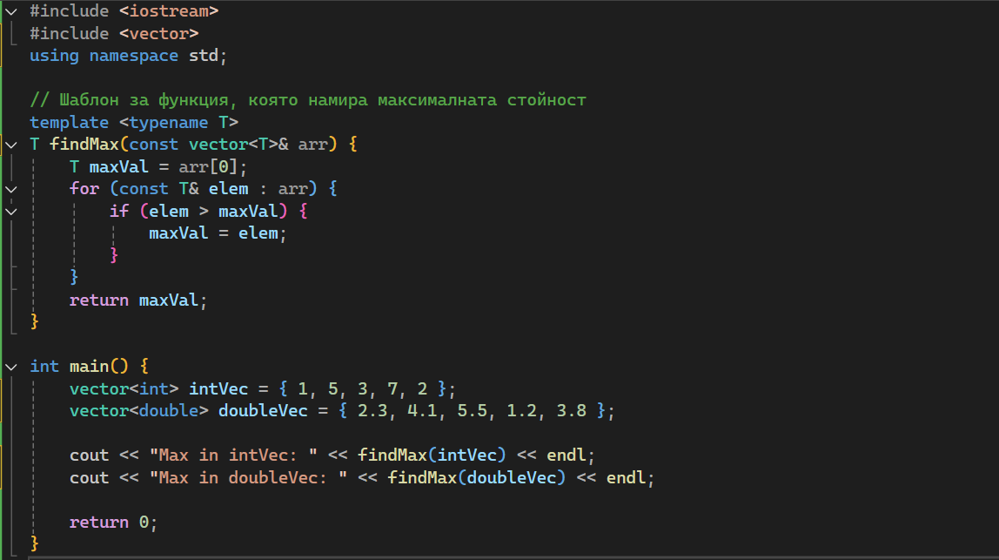 #include <iostream>
#include <vector>
using namespace std;
// Шаблон за функция, която намира максималната стойност
template <typename T>
T findMax(const vector<T>& arr) {
    T maxVal = arr[0];
    for (const T& elem : arr) {
        if (elem > maxVal) {
            maxVal = elem;
        }
    }
    return maxVal;
}
int main() {
    vector<int> intVec = { 1, 5, 3, 7, 2 };
    vector<double> doubleVec = { 2.3, 4.1, 5.5, 1.2, 3.8 };
    cout << "Max in intVec: " << findMax(intVec) << endl;
    cout << "Max in doubleVec: " << findMax(doubleVec) << endl;
    return 0;
}